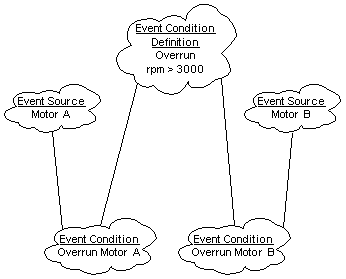 Event Condition
Definition
Overrun
rpm > 3000
Event Source
Motor A
Event Source
Motor B
Event Condition
Overrun Motor A
Event Condition
Overrun Motor B